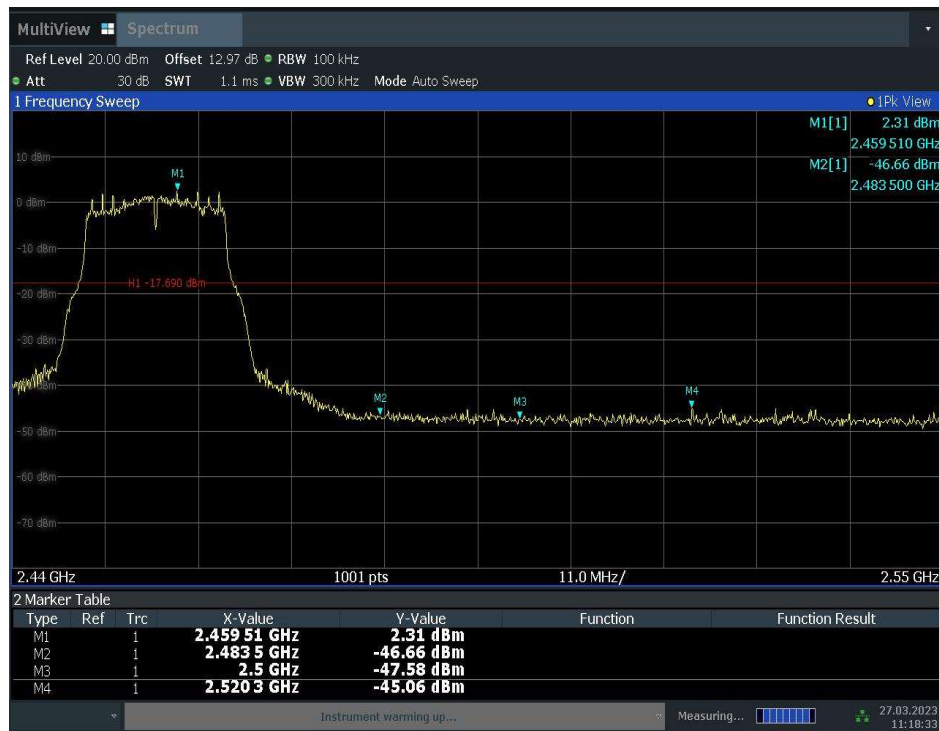 MultiView Spectrum
Ref Level 20.00 dBm Offset 12.97 dB RBW 100 kHz
Att 30 dB SWT 1.1 ms VBW 300 kHz Mode Auto Sweep
1 Frequency Sweep 1Pk View
M1[1] 2.31 dBm
2.459 510 GHz
M2[1] -46.66 dBm
2.483 500 GHz
10 dBm
M1
0 dBm
-10 dBm
H1 -17.690 dBm
-20 dBm
-30 dBm
M2 M3 M4
-50 dBm
-60 dBm
-70 dBm
2.44 GHz 1001 pts 11.0 MHz/ 2.55 GHz
2 Marker Table
Type Ref Trc X-Value Y-Value Function Function Result
M1 1 2.459 51 GHz 2.31 dBm
M2 1 2.483 5 GHz -46.66 dBm
M3 1 2.5 GHz -47.58 dBm
M4 1 2.520 3 GHz -45.06 dBm
Instrument warming up... Measuring... 27.03.2023
11:18:33